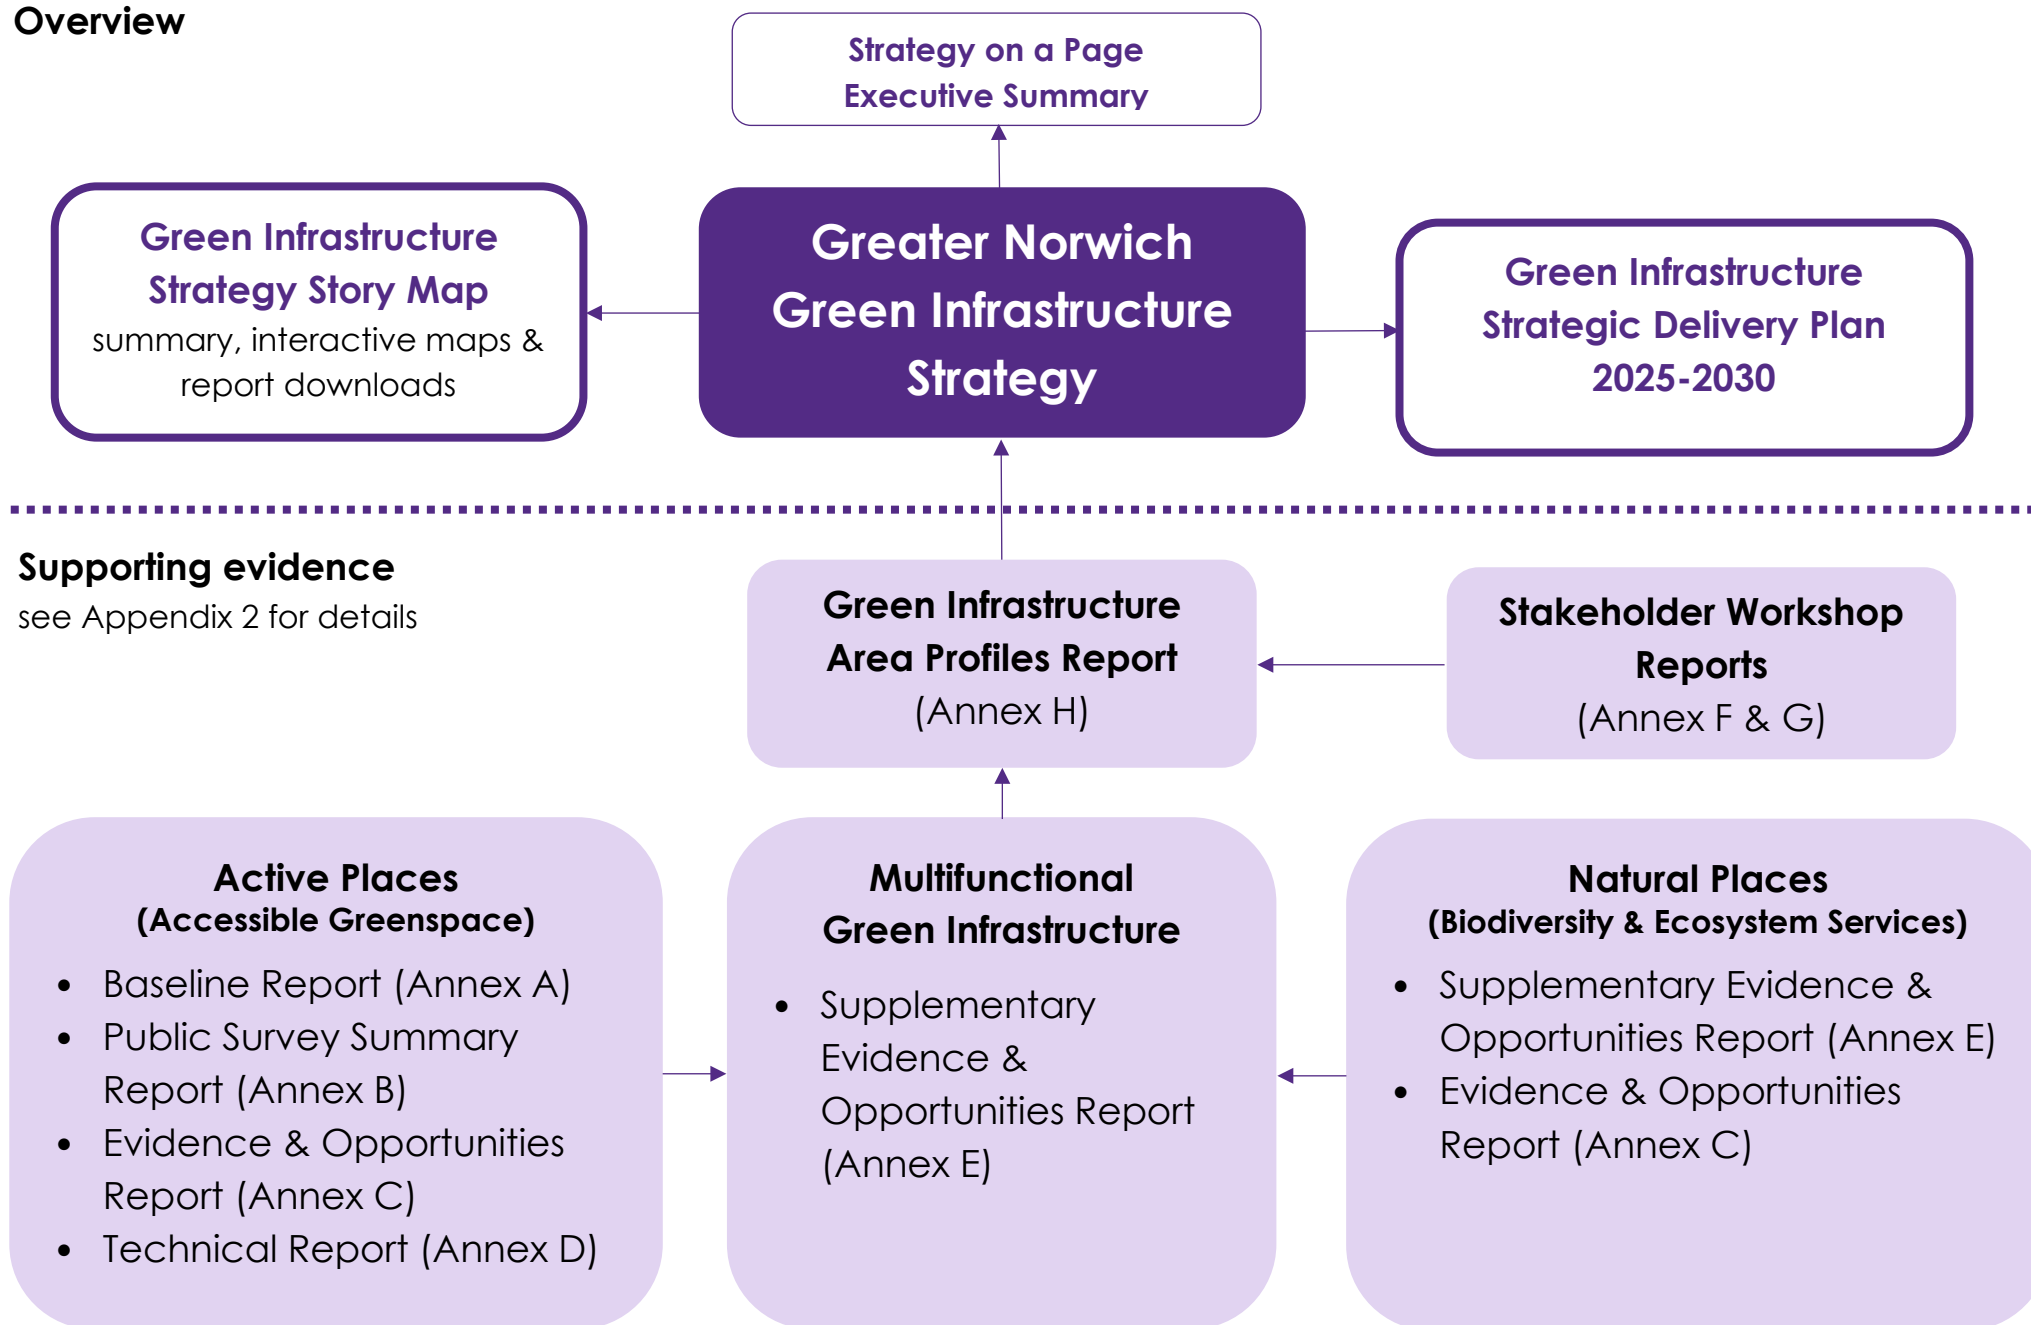 Overview
Strategy on a Page
Executive Summary
Green Infrastructure
Strategy Story Map
summary, interactive maps &
report downloads
Greater Norwich
Green Infrastructure
Strategy
Green Infrastructure
Strategic Delivery Plan
2025-2030
Supporting evidence
see Appendix 2 for details
Green Infrastructure
Area Profiles Report
(Annex H)
Stakeholder Workshop
Reports
(Annex F & G)
Active Places
(Accessible Greenspace)
• Baseline Report (Annex A)
• Public Survey Summary
Report (Annex B)
• Evidence & Opportunities
Report (Annex C)
• Technical Report (Annex D)
Multifunctional
Green Infrastructure
• Supplementary
Evidence &
Opportunities Report
(Annex E)
Natural Places
(Biodiversity & Ecosystem Services)
• Supplementary Evidence &
Opportunities Report (Annex E)
• Evidence & Opportunities
Report (Annex C)